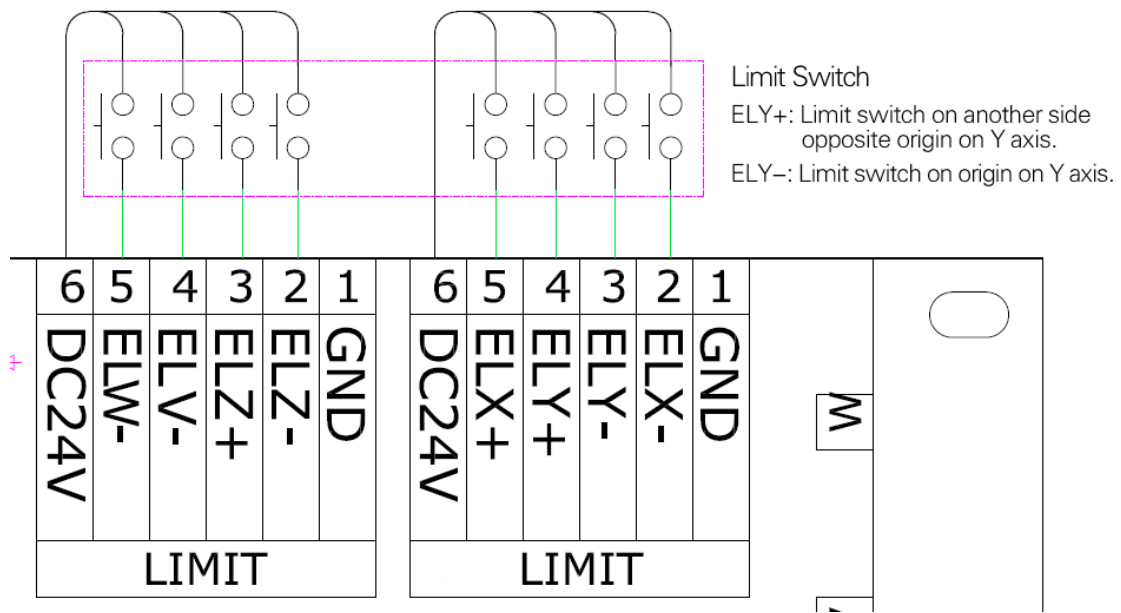 Limit Switch
ELY+: Limit switch on another side
opposite origin on Y axis.
ELY–: Limit switch on origin on Y axis.
6 5 4 3 2 1
DC24V
ELW-
ELV-
ELZ+
ELZ-
GND
LIMIT
6 5 4 3 2 1
DC24V
ELX+
ELY+
ELY-
ELX-
GND
LIMIT
W